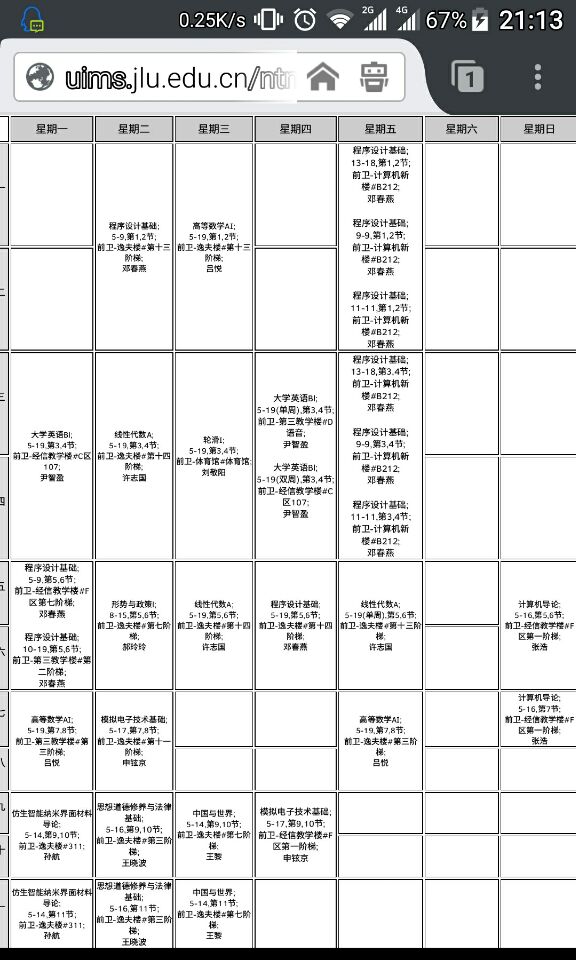 0.25K/s 2G 4G 67% 21:13
uims.jlu.edu.cn/ntm
1
星期一 星期二 星期三 星期四 星期五 星期六 星期日
一
程序设计基础;
5-9,第1,2节;
前卫-逸夫楼#第十三
阶梯;
邓春燕
高等数学AI;
5-19,第1,2节;
前卫-逸夫楼#第十三
阶梯;
吕悦
程序设计基础;
13-18,第1,2节;
前卫-计算机新
楼#B212;
邓春燕
程序设计基础;
9-9,第1,2节;
前卫-计算机新
楼#B212;
邓春燕
程序设计基础;
11-11,第1,2节;
前卫-计算机新
楼#B212;
邓春燕
二
三
大学英语BI;
5-19,第3,4节;
前卫-经信教学楼#C区
107;
尹智盈
线性代数A;
5-19,第3,4节;
前卫-逸夫楼#第十四
阶梯;
许志国
轮滑I;
5-19,第3,4节;
前卫-体育馆#体育馆;
刘敬阳
大学英语BI;
5-19(单周),第3,4节;
前卫-第三教学楼#D
语音;
尹智盈
大学英语BI;
5-19(双周),第3,4节;
前卫-经信教学楼#C
区107;
尹智盈
程序设计基础;
13-18,第3,4节;
前卫-计算机新
楼#B212;
邓春燕
程序设计基础;
9-9,第3,4节;
前卫-计算机新
楼#B212;
邓春燕
程序设计基础;
11-11,第3,4节;
前卫-计算机新
楼#B212;
邓春燕
四
五
程序设计基础;
5-9,第5,6节;
前卫-经信教学楼#F
区第七阶梯;
邓春燕
程序设计基础;
10-19,第5,6节;
前卫-第三教学楼#第
二阶梯;
邓春燕
形势与政策I;
8-15,第5,6节;
前卫-逸夫楼#第七阶
梯;
郝玲玲
线性代数A;
5-19,第5,6节;
前卫-逸夫楼#第十四
阶梯;
许志国
程序设计基础;
5-19,第5,6节;
前卫-逸夫楼#第十四
阶梯;
邓春燕
线性代数A;
5-19(单周),第5,6节;
前卫-逸夫楼#第十三阶
梯;
许志国
计算机导论;
5-16,第5,6节;
前卫-经信教学楼#F
区第一阶梯;
张浩
六
七
高等数学AI;
5-19,第7,8节;
前卫-第三教学楼#第
三阶梯;
吕悦
模拟电子技术基础;
5-17,第7,8节;
前卫-逸夫楼#第十一
阶梯;
申铉京
高等数学AI;
5-19,第7,8节;
前卫-逸夫楼#第三阶
梯;
吕悦
计算机导论;
5-16,第7节;
前卫-经信教学楼#F
区第一阶梯;
张浩
八
九
仿生智能纳米界面材料
导论;
5-14,第9,10节;
前卫-逸夫楼#311;
孙航
思想道德修养与法律
基础;
5-16,第9,10节;
前卫-逸夫楼#第三阶
梯;
王晓波
中国与世界;
5-14,第9,10节;
前卫-逸夫楼#第七阶
梯;
王黎
模拟电子技术基础;
5-17,第9,10节;
前卫-经信教学楼#F
区第一阶梯;
申铉京
十
仿生智能纳米界面材料
导论;
5-14,第11节;
前卫-逸夫楼#311;
孙航
思想道德修养与法律
基础;
5-16,第11节;
前卫-逸夫楼#第三阶
梯;
王晓波
中国与世界;
5-14,第11节;
前卫-逸夫楼#第七阶
梯;
王黎